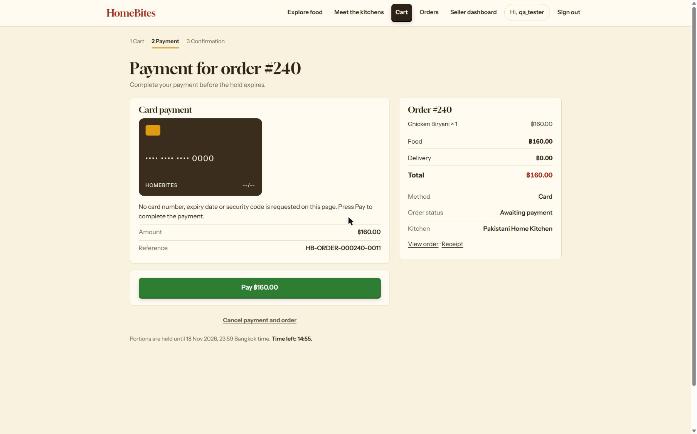 HomeBites
Explore food
Meet the kitchens
Cart
Orders
Seller dashboard
Hi, qa_tester
Sign out
1 Cart
2 Payment
3 Confirmation
Payment for order #240
Complete your payment before the hold expires.
Card payment
•••• •••• •••• 0000
HOMEBITES
--/--
No card number, expiry date or security code is requested on this page. Press Pay to
complete the payment.
Amount ฿160.00
Reference HB-ORDER-000240-0011
Pay ฿160.00
Cancel payment and order
Portions are held until 18 Nov 2026, 23:59 Bangkok time. Time left: 14:55.
Order #240
Chicken Biryani × 1 ฿160.00
Food ฿160.00
Delivery ฿0.00
Total ฿160.00
Method Card
Order status Awaiting payment
Kitchen Pakistani Home Kitchen
View order · Receipt